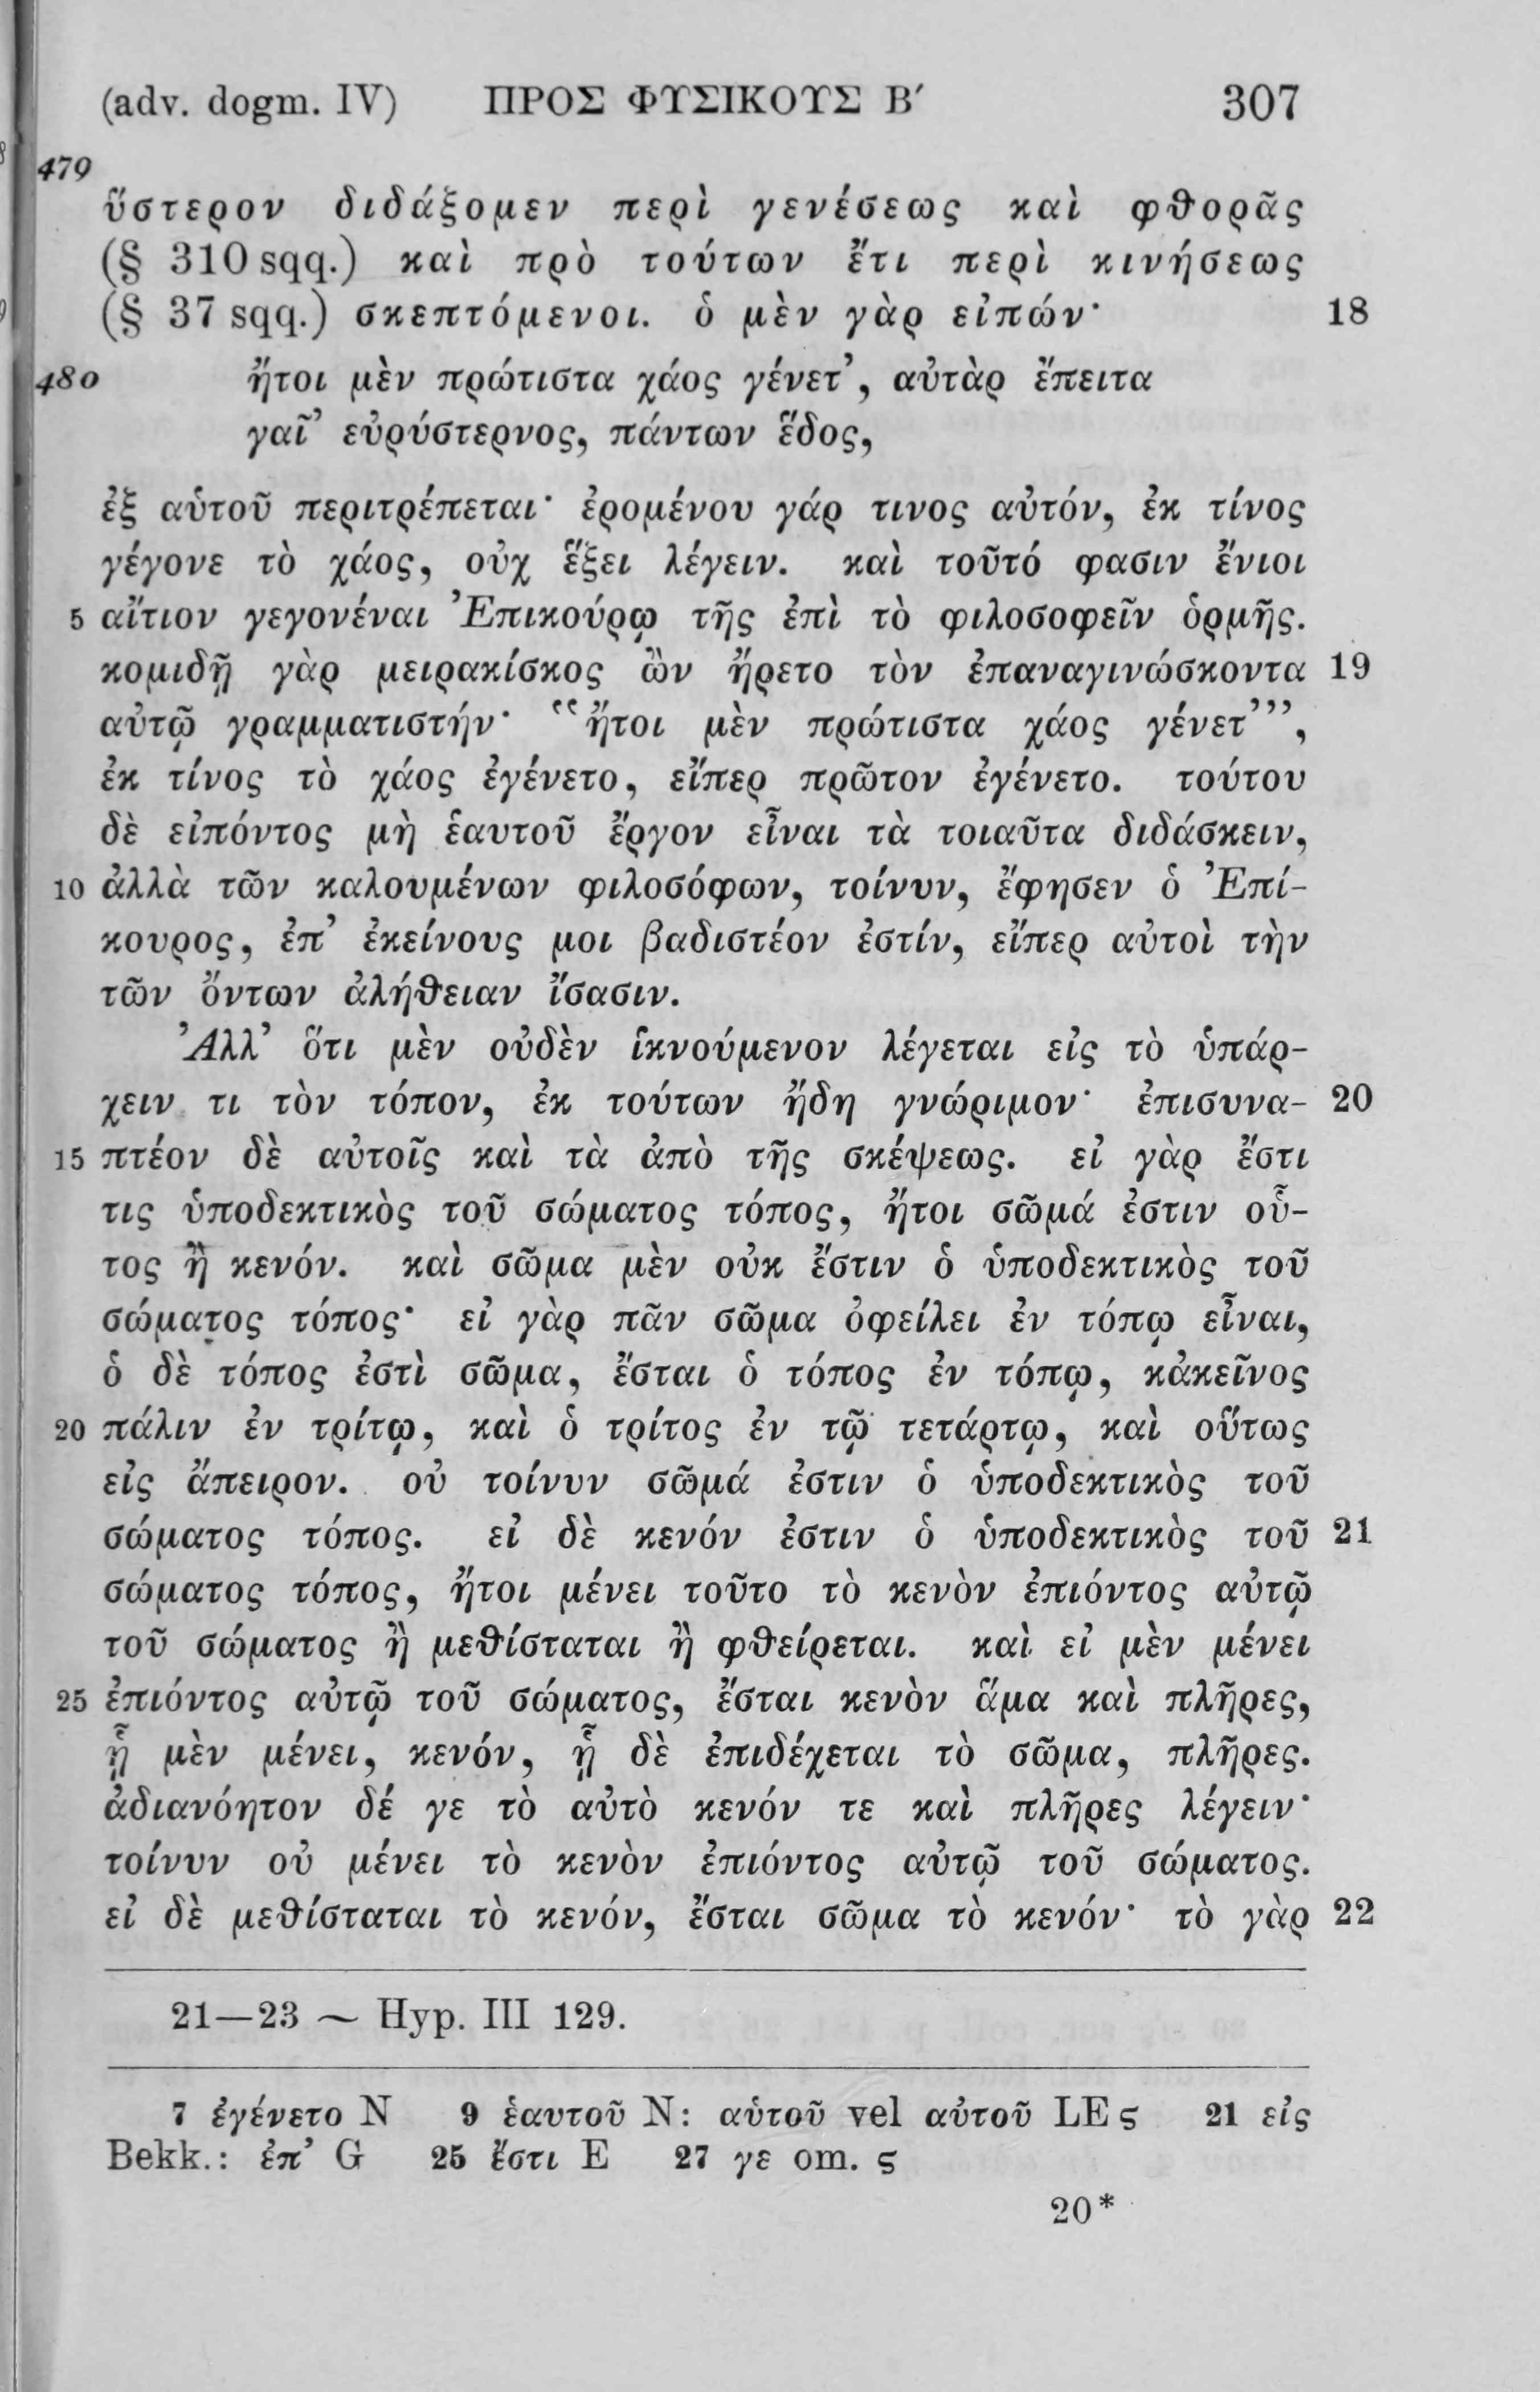 (adv. dogm. IV) ΠΡΟΣ ΦΥΣΙΚΟΥΣ Β′ 307
479
ὕστερον διδάξομεν περὶ γενέσεως καὶ φθορᾶς
(§ 310 sqq.) καὶ πρὸ τούτων ἔτι περὶ κινήσεως
(§ 37 sqq.) σκεπτόμενοι. ὁ μὲν γὰρ εἰπών· 18
480 ἤτοι μὲν πρώτιστα χάος γένετ’, αὐτὰρ ἔπειτα
γαῖ’ εὐρύστερνος, πάντων ἕδος,
ἐξ αὑτοῦ περιτρέπεται· ἐρομένου γάρ τινος αὐτόν, ἐκ τίνος
γέγονε τὸ χάος, οὐχ ἕξει λέγειν. καὶ τοῦτό φασιν ἔνιοι
5 αἴτιον γεγονέναι Ἐπικούρῳ τῆς ἐπὶ τὸ φιλοσοφεῖν ὁρμῆς.
κομιδῇ γὰρ μειρακίσκος ὢν ἤρετο τὸν ἐπαναγινώσκοντα 19
αὐτῷ γραμματιστήν· “ἤτοι μὲν πρώτιστα χάος γένετ’”,
ἐκ τίνος τὸ χάος ἐγένετο, εἴπερ πρῶτον ἐγένετο. τούτου
δὲ εἰπόντος μὴ ἑαυτοῦ ἔργον εἶναι τὰ τοιαῦτα διδάσκειν,
10 ἀλλὰ τῶν καλουμένων φιλοσόφων, τοίνυν, ἔφησεν ὁ Ἐπί-
κουρος, ἐπ’ ἐκείνους μοι βαδιστέον ἐστίν, εἴπερ αὐτοὶ τὴν
τῶν ὄντων ἀλήθειαν ἴσασιν.
Ἀλλ’ ὅτι μὲν οὐδὲν ἱκνούμενον λέγεται εἰς τὸ ὑπάρ-
χειν τι τὸν τόπον, ἐκ τούτων ἤδη γνώριμον· ἐπισυνα- 20
15 πτέον δὲ αὐτοῖς καὶ τὰ ἀπὸ τῆς σκέψεως. εἰ γὰρ ἔστι
τις ὑποδεκτικὸς τοῦ σώματος τόπος, ἤτοι σῶμά ἐστιν οὗ-
τος ἢ κενόν. καὶ σῶμα μὲν οὐκ ἔστιν ὁ ὑποδεκτικὸς τοῦ
σώματος τόπος· εἰ γὰρ πᾶν σῶμα ὀφείλει ἐν τόπῳ εἶναι,
ὁ δὲ τόπος ἐστὶ σῶμα, ἔσται ὁ τόπος ἐν τόπῳ, κἀκεῖνος
20 πάλιν ἐν τρίτῳ, καὶ ὁ τρίτος ἐν τῷ τετάρτῳ, καὶ οὕτως
εἰς ἄπειρον. οὐ τοίνυν σῶμά ἐστιν ὁ ὑποδεκτικὸς τοῦ
σώματος τόπος. εἰ δὲ κενόν ἐστιν ὁ ὑποδεκτικὸς τοῦ 21
σώματος τόπος, ἤτοι μένει τοῦτο τὸ κενὸν ἐπιόντος αὐτῷ
τοῦ σώματος ἢ μεθίσταται ἢ φθείρεται. καὶ εἰ μὲν μένει
25 ἐπιόντος αὐτῷ τοῦ σώματος, ἔσται κενὸν ἅμα καὶ πλῆρες,
ᾗ μὲν μένει, κενόν, ᾗ δὲ ἐπιδέχεται τὸ σῶμα, πλῆρες.
ἀδιανόητον δέ γε τὸ αὐτὸ κενόν τε καὶ πλῆρες λέγειν·
τοίνυν οὐ μένει τὸ κενὸν ἐπιόντος αὐτῷ τοῦ σώματος.
εἰ δὲ μεθίσταται τὸ κενόν, ἔσται σῶμα τὸ κενόν· τὸ γὰρ 22
21—23 ~ Hyp. III 129.
7 ἐγένετο N 9 ἑαυτοῦ N: αὑτοῦ vel αὐτοῦ LE ς 21 εἰς
Bekk.: ἐπ’ G 25 ἔστι E 27 γε om. ς
20*